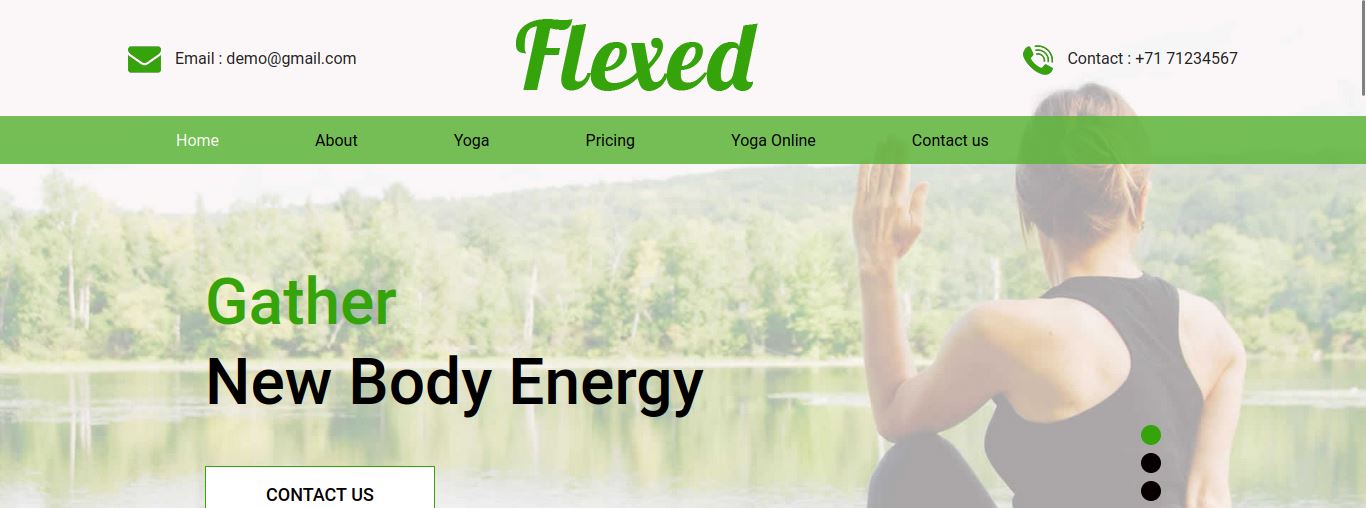 Email : demo@gmail.com
Flexed
Contact : +71 71234567
Home About Yoga Pricing Yoga Online Contact us
Gather
New Body Energy
CONTACT US